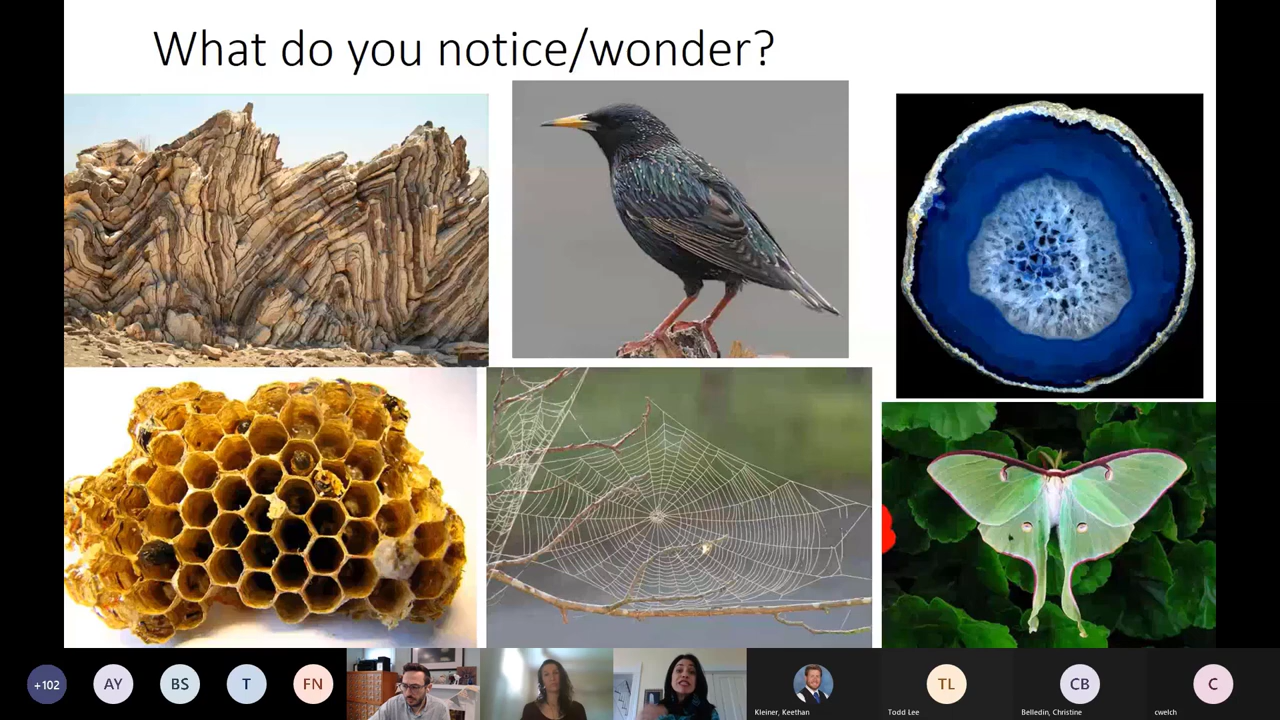 What do you notice/wonder?
+102
AY
BS
T
FN
Kleiner, Keethan
TL
Todd Lee
CB
Belledin, Christine
C
cwelch